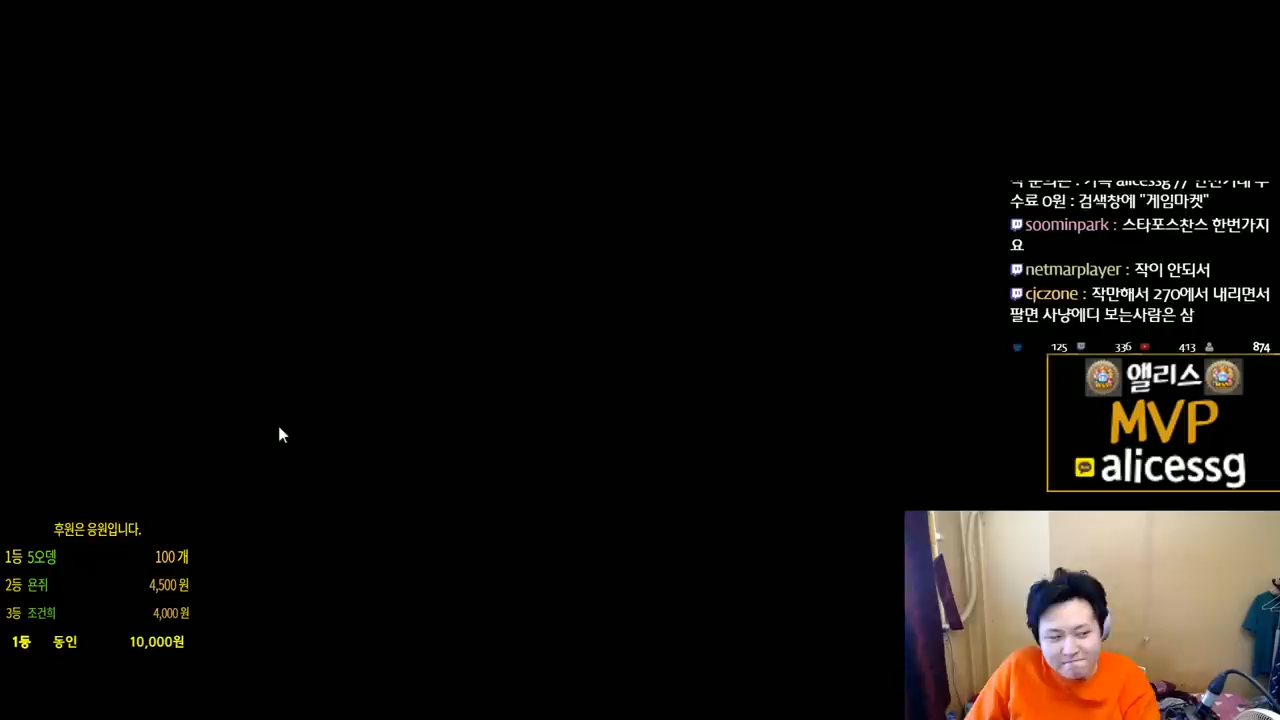 수료 0원 : 검색창에 "게임마켓"
soominpark : 스타포스찬스 한번가지
요
netmarplayer : 작이 안되서
cjczone : 작만해서 270에서 내리면서
팔면 사냥에디 보는사람은 삼
125 336 413 874
앨리스
MVP
alicessg
후원은 응원입니다.
1등 5오뎅 100 개
2등 욘쥐 4,500 원
3등 조건희 4,000 원
1등 동인 10,000원